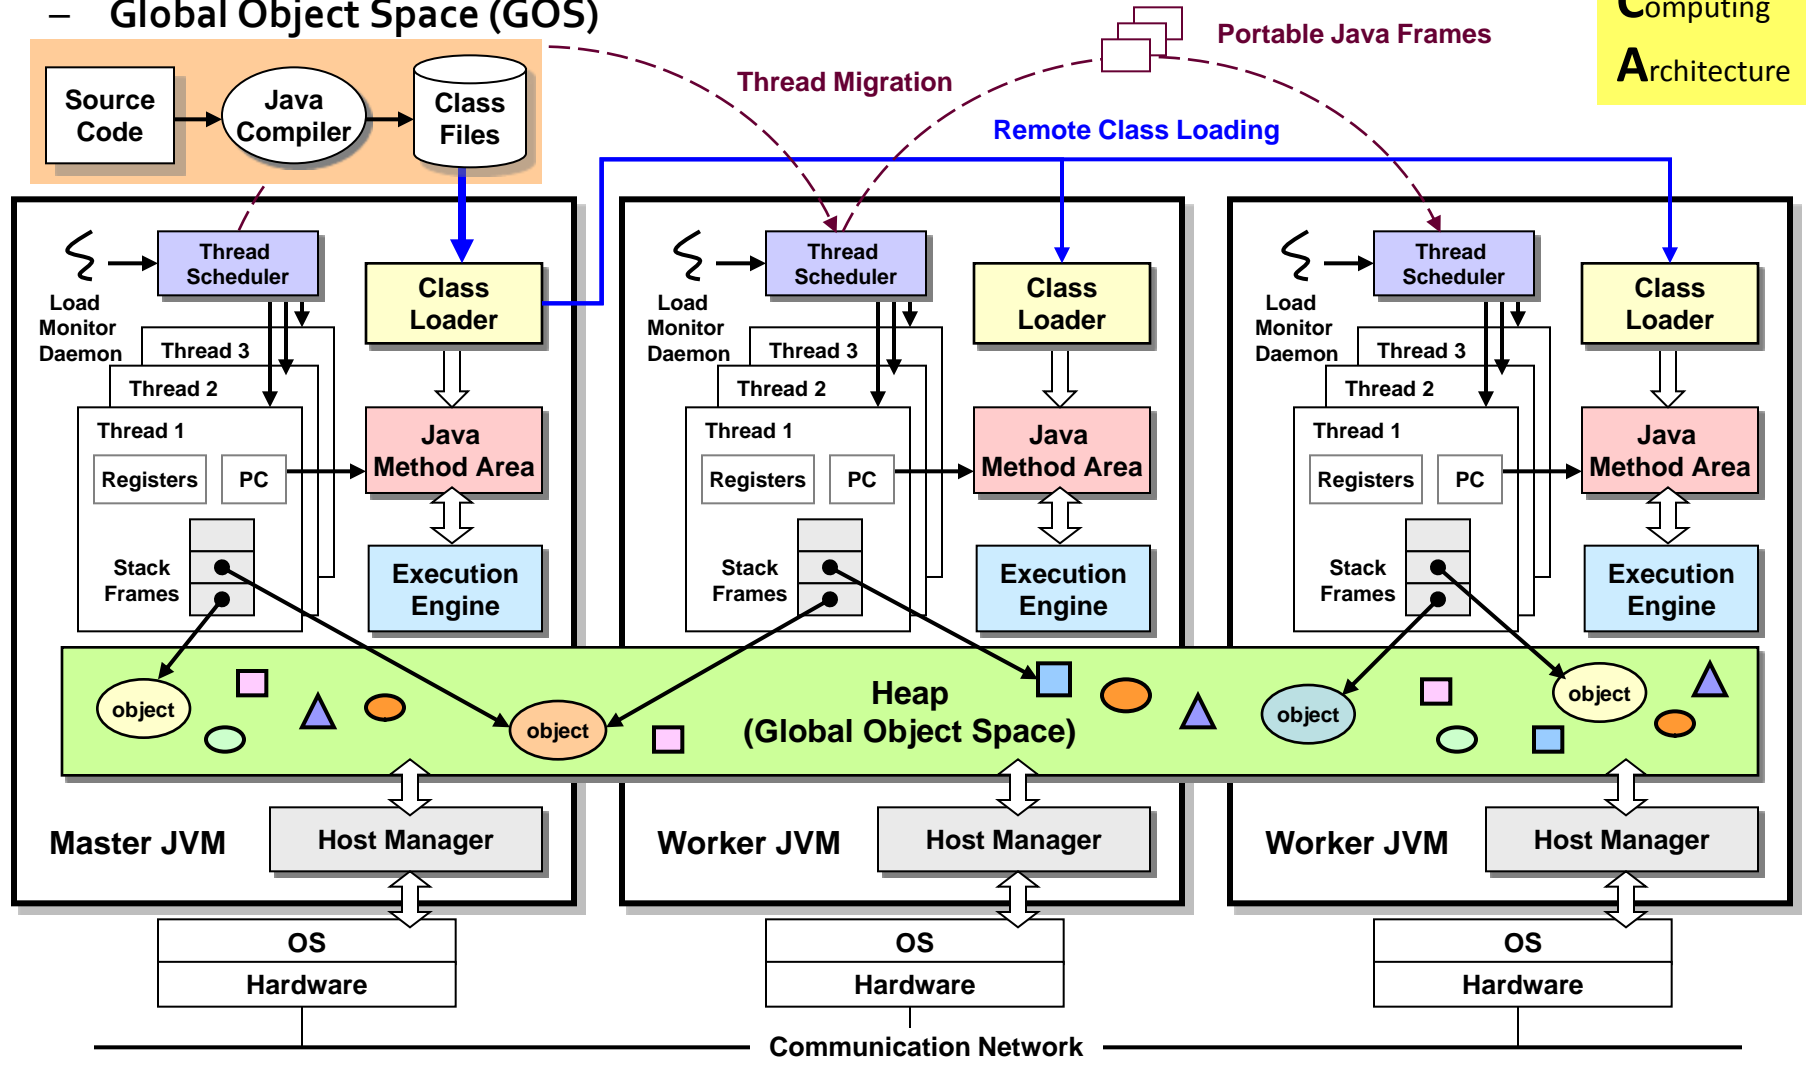 – Global Object Space (GOS)
Computing
Architecture
Portable Java Frames
Thread Migration
Remote Class Loading
Source
Code
Java
Compiler
Class
Files
Thread
Scheduler
Load
Monitor
Daemon
Class
Loader
Thread 3
Thread 2
Thread 1
Registers
PC
Java
Method Area
Stack
Frames
Execution
Engine
Thread
Scheduler
Load
Monitor
Daemon
Class
Loader
Thread 3
Thread 2
Thread 1
Registers
PC
Java
Method Area
Stack
Frames
Execution
Engine
Thread
Scheduler
Load
Monitor
Daemon
Class
Loader
Thread 3
Thread 2
Thread 1
Registers
PC
Java
Method Area
Stack
Frames
Execution
Engine
object
object
Heap
(Global Object Space)
object
object
Master JVM
Host Manager
Worker JVM
Host Manager
Worker JVM
Host Manager
OS
Hardware
OS
Hardware
OS
Hardware
Communication Network